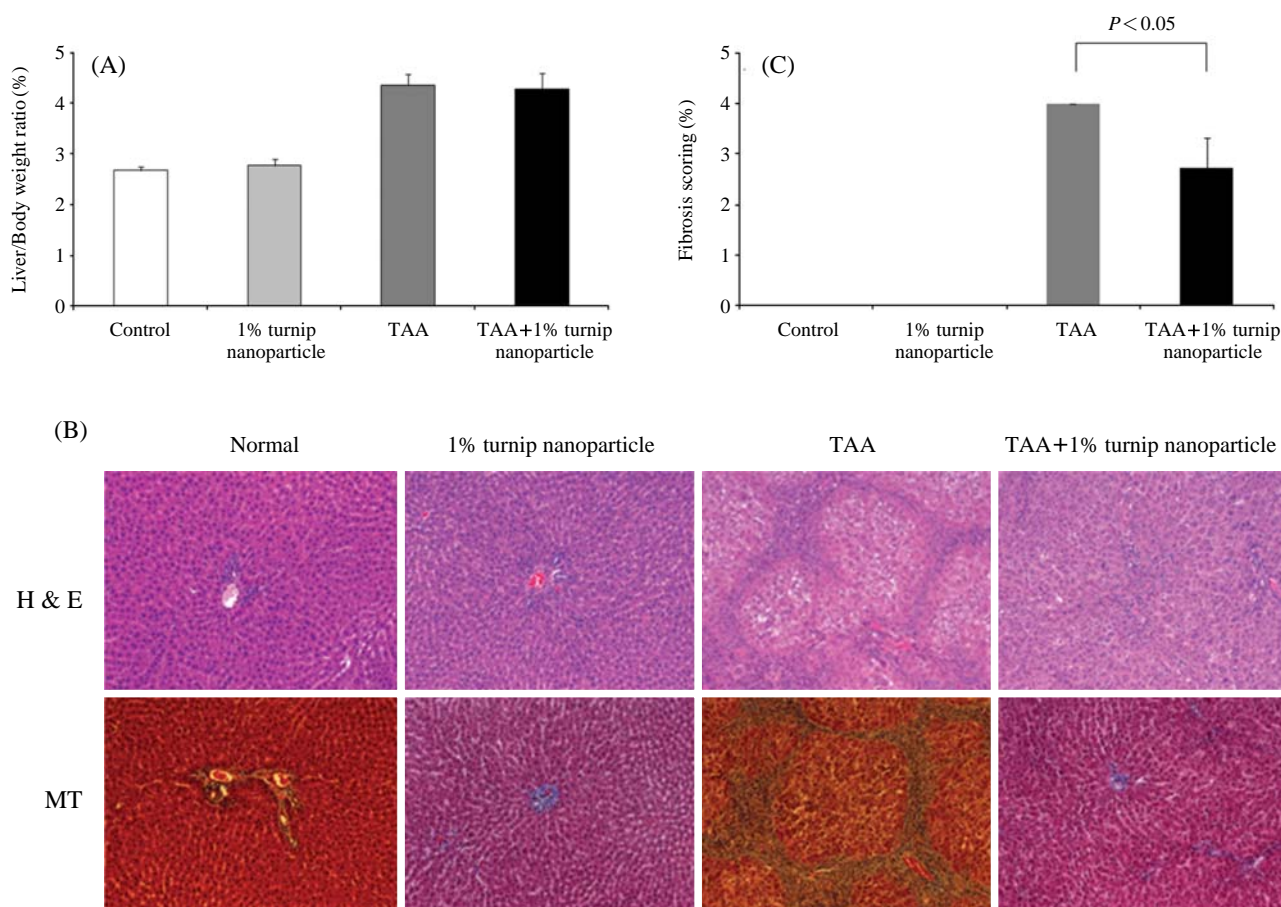 (A)
Liver/Body weight ratio (%)
5
4
3
2
1
0
Control
1% turnip
nanoparticle
TAA
TAA+1% turnip
nanoparticle
P<0.05
(C)
Fibrosis scoring (%)
5
4
3
2
1
0
Control
1% turnip
nanoparticle
TAA
TAA+1% turnip
nanoparticle
(B)
Normal
1% turnip nanoparticle
TAA
TAA+1% turnip nanoparticle
H & E
MT